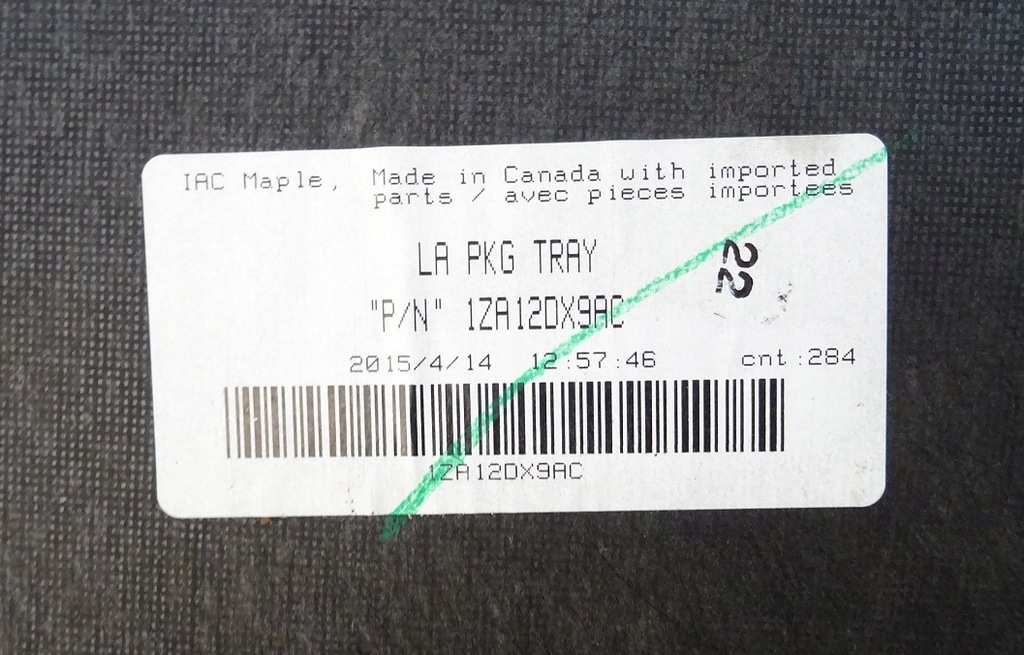 IAC Maple, Made in Canada with imported
parts / avec pieces importees
LA PKG TRAY
22
"P/N" 1ZA12DX9AC
2015/4/14 12:57:46 cnt:284
1ZA12DX9AC